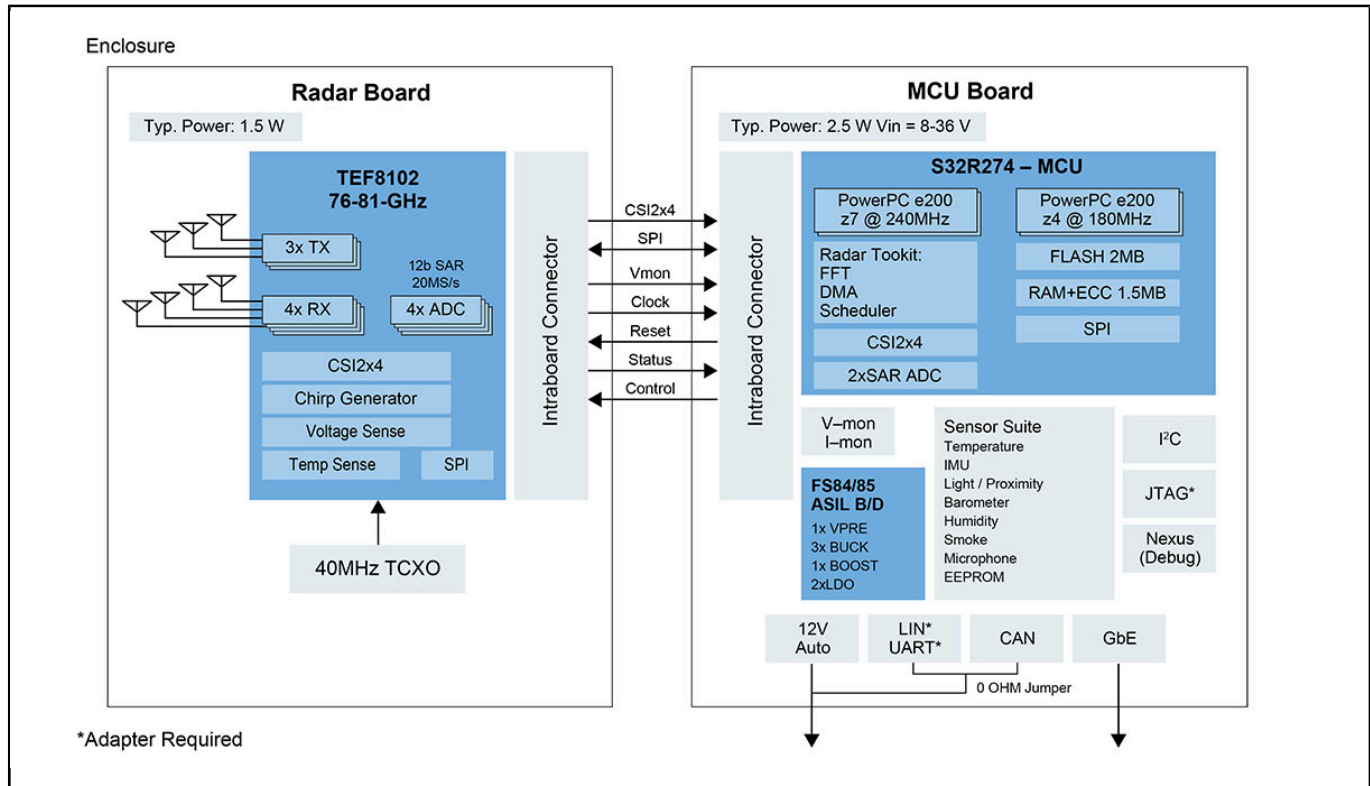 Enclosure
Radar Board
Typ. Power: 1.5 W
TEF8102
76-81-GHz
3x TX
12b SAR
20MS/s
4x RX
4x ADC
CSI2x4
Chirp Generator
Voltage Sense
Temp Sense
SPI
40MHz TCXO
Intraboard Connector
CSI2x4
SPI
Vmon
Clock
Reset
Status
Control
MCU Board
Typ. Power: 2.5 W Vin = 8-36 V
Intraboard Connector
S32R274 – MCU
PowerPC e200
z7 @ 240MHz
PowerPC e200
z4 @ 180MHz
Radar Tookit:
FFT
DMA
Scheduler
FLASH 2MB
RAM+ECC 1.5MB
SPI
CSI2x4
2xSAR ADC
V–mon
I–mon
FS84/85
ASIL B/D
1x VPRE
3x BUCK
1x BOOST
2xLDO
Sensor Suite
Temperature
IMU
Light / Proximity
Barometer
Humidity
Smoke
Microphone
EEPROM
I²C
JTAG*
Nexus
(Debug)
12V
Auto
LIN*
UART*
CAN
GbE
0 OHM Jumper
*Adapter Required